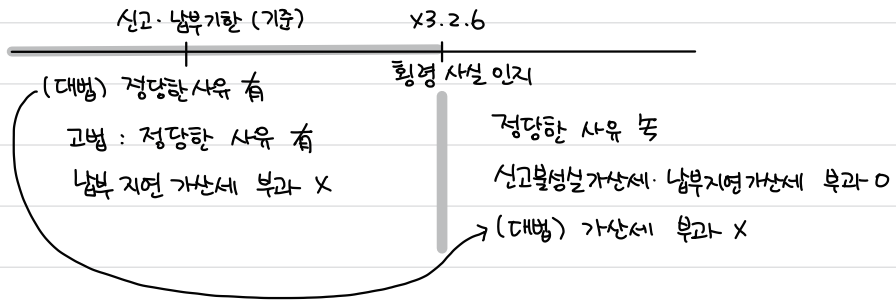 신고·납부기한 (기준)
x3.2.6
횡령 사실 인지
(대법) 정당한 사유 有
고법 : 정당한 사유 有
납부 지연 가산세 부과 X
정당한 사유
신고불성실가산세·납부지연가산세 부과 O
(대법) 가산세 부과 X